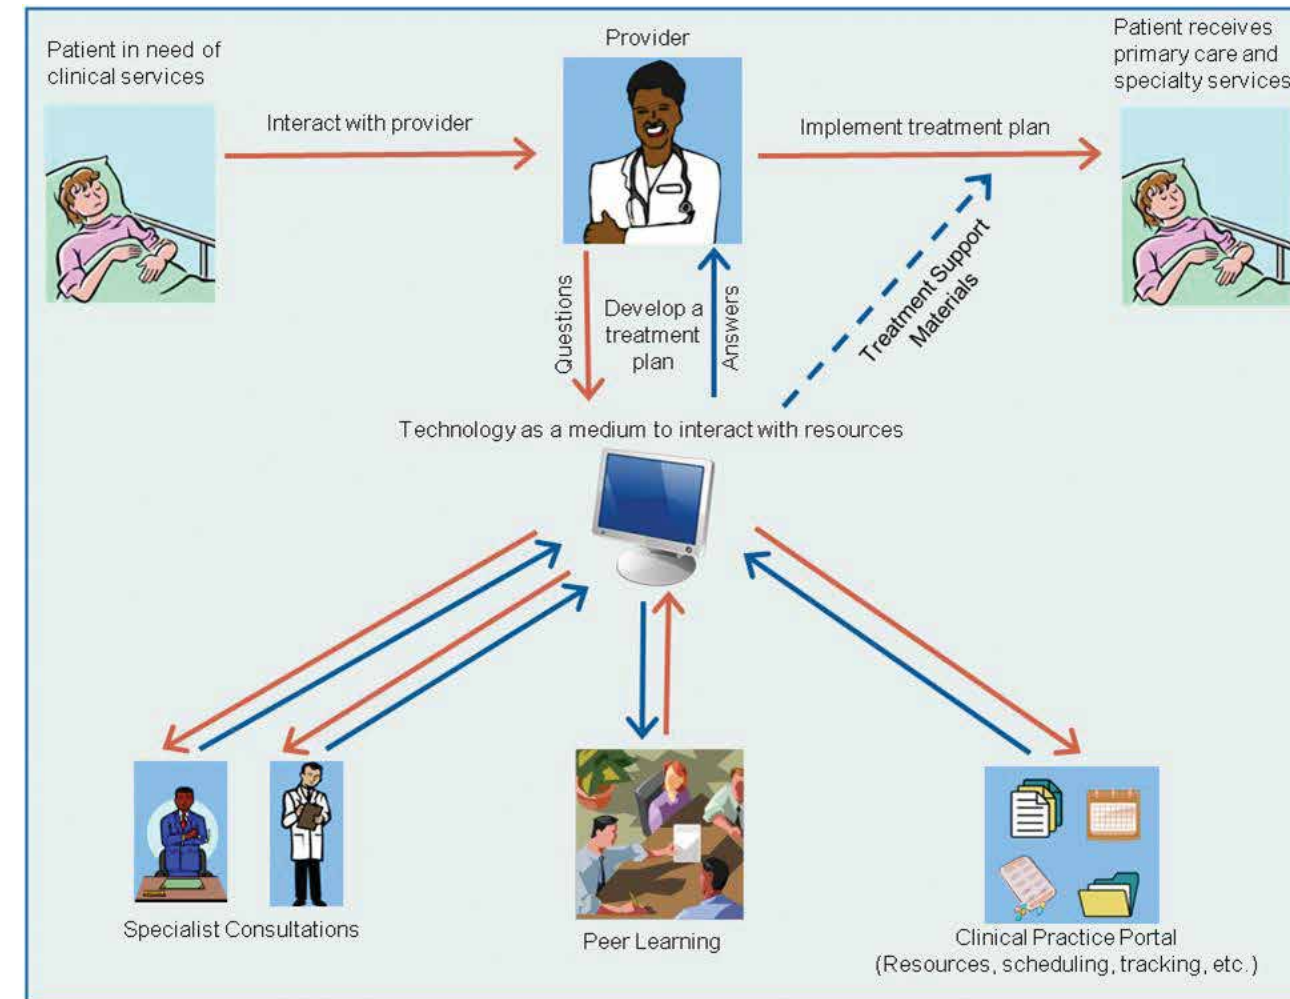 Patient in need of
clinical services
Provider
Patient receives
primary care and
specialty services
Interact with provider
Implement treatment plan
Questions
Develop a
treatment
plan
Answers
Treatment Support
Materials
Technology as a medium to interact with resources
Specialist Consultations
Peer Learning
Clinical Practice Portal
(Resources, scheduling, tracking, etc.)